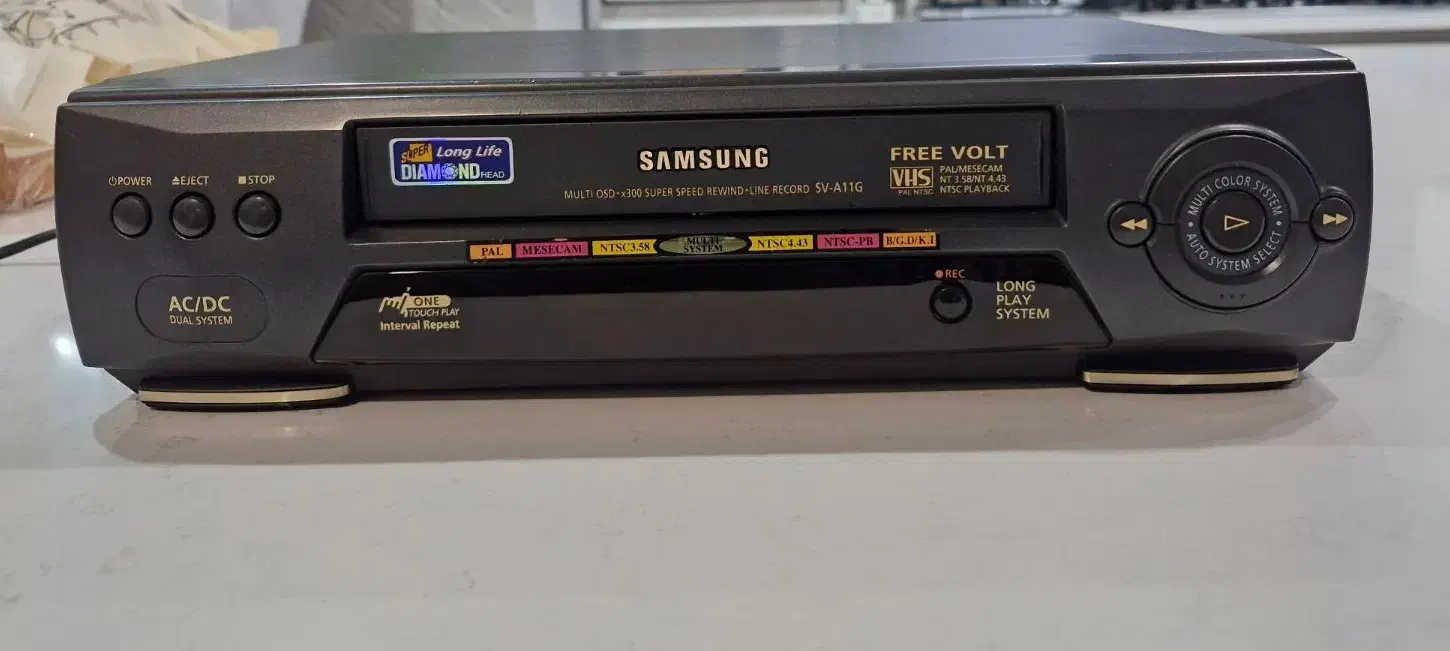 ⏻POWER ⏏EJECT ■STOP
SUPER Long Life
DIAMOND HEAD
SAMSUNG
MULTI OSD•x300 SUPER SPEED REWIND•LINE RECORD SV-A11G
FREE VOLT
VHS
PAL NTSC
PAL/MESECAM
NT 3.58/NT 4.43
NTSC PLAYBACK
PAL MESECAM NTSC3.58 MULTI SYSTEM NTSC4.43 NTSC-PB B/G.D/K.I
AC/DC
DUAL SYSTEM
ONE
TOUCH PLAY
Interval Repeat
●REC
LONG
PLAY
SYSTEM
MULTI COLOR SYSTEM
AUTO SYSTEM SELECT